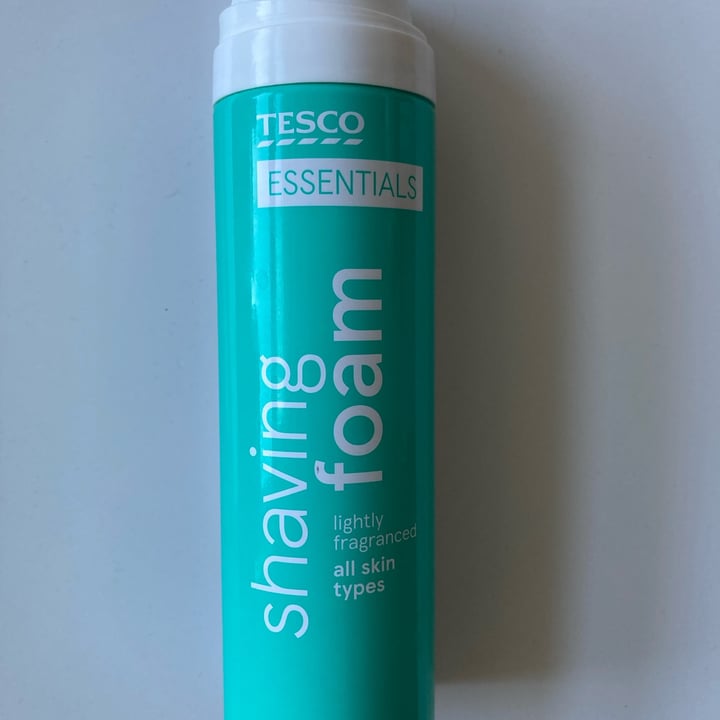 TESCO
ESSENTIALS
shaving
foam
lightly
fragranced
all skin
types